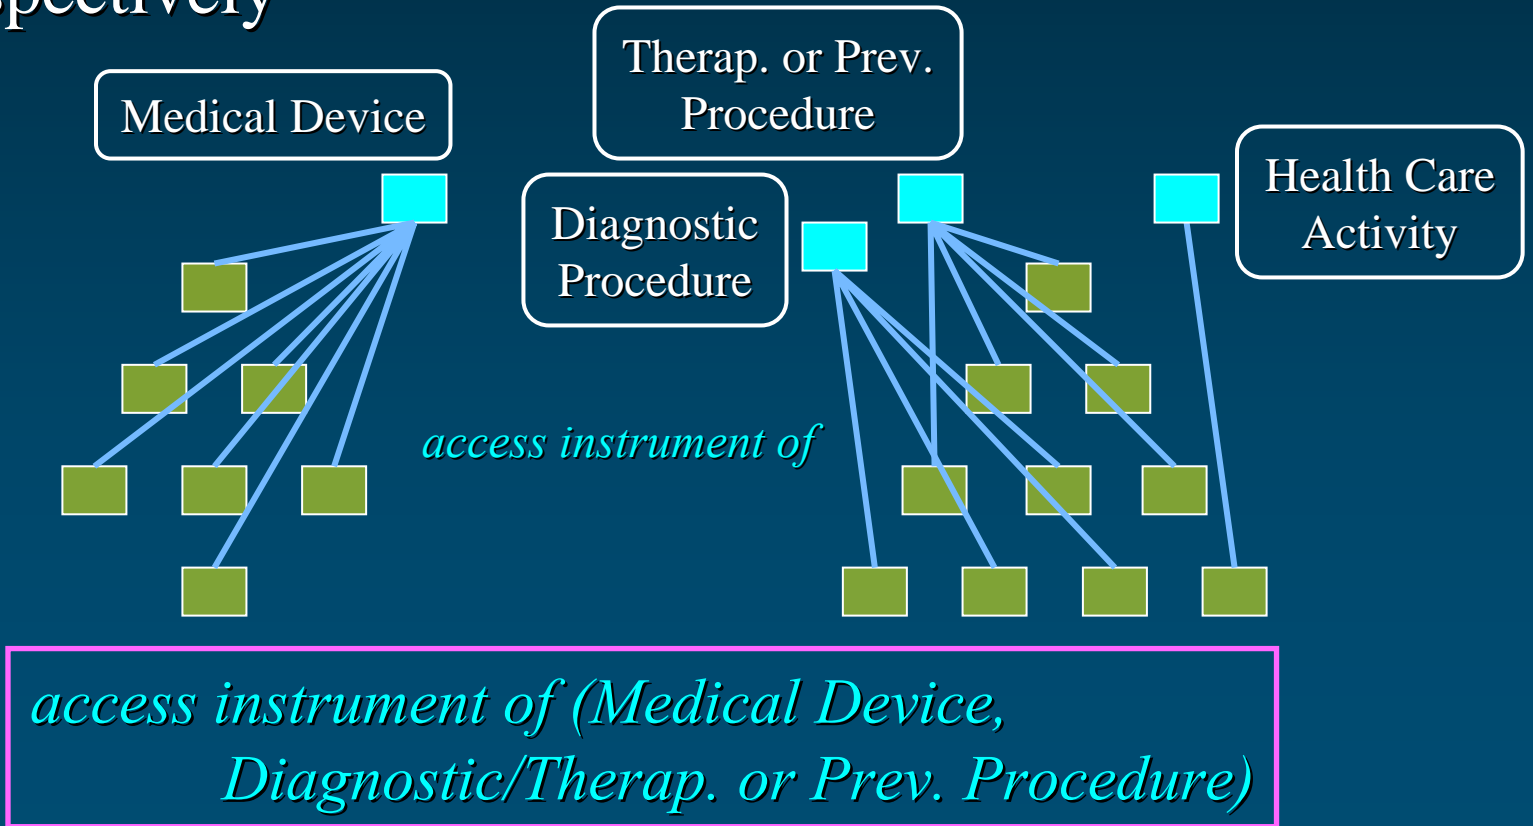 Medical Device
Therap. or Prev.
Procedure
Diagnostic
Procedure
Health Care
Activity
access instrument of
access instrument of (Medical Device,
Diagnostic/Therap. or Prev. Procedure)